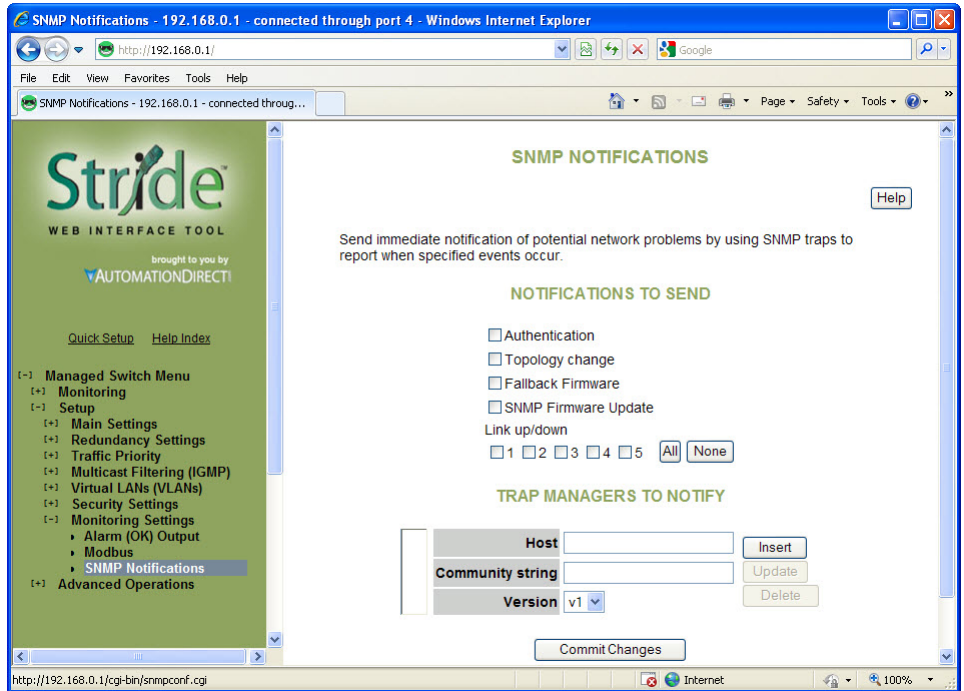 SNMP Notifications - 192.168.0.1 - connected through port 4 - Windows Internet Explorer
http://192.168.0.1/
Google
File Edit View Favorites Tools Help
SNMP Notifications - 192.168.0.1 - connected throug...
Page Safety Tools
Stride™
WEB INTERFACE TOOL
brought to you by
AUTOMATIONDIRECT
Quick Setup Help Index
[-] Managed Switch Menu
[+] Monitoring
[-] Setup
[+] Main Settings
[+] Redundancy Settings
[+] Traffic Priority
[+] Multicast Filtering (IGMP)
[+] Virtual LANs (VLANs)
[+] Security Settings
[-] Monitoring Settings
Alarm (OK) Output
Modbus
SNMP Notifications
[+] Advanced Operations
SNMP NOTIFICATIONS
Help
Send immediate notification of potential network problems by using SNMP traps to
report when specified events occur.
NOTIFICATIONS TO SEND
Authentication
Topology change
Fallback Firmware
SNMP Firmware Update
Link up/down
1 2 3 4 5 All None
TRAP MANAGERS TO NOTIFY
Host Insert
Community string Update
Version v1 Delete
Commit Changes
http://192.168.0.1/cgi-bin/snmpconf.cgi Internet 100%